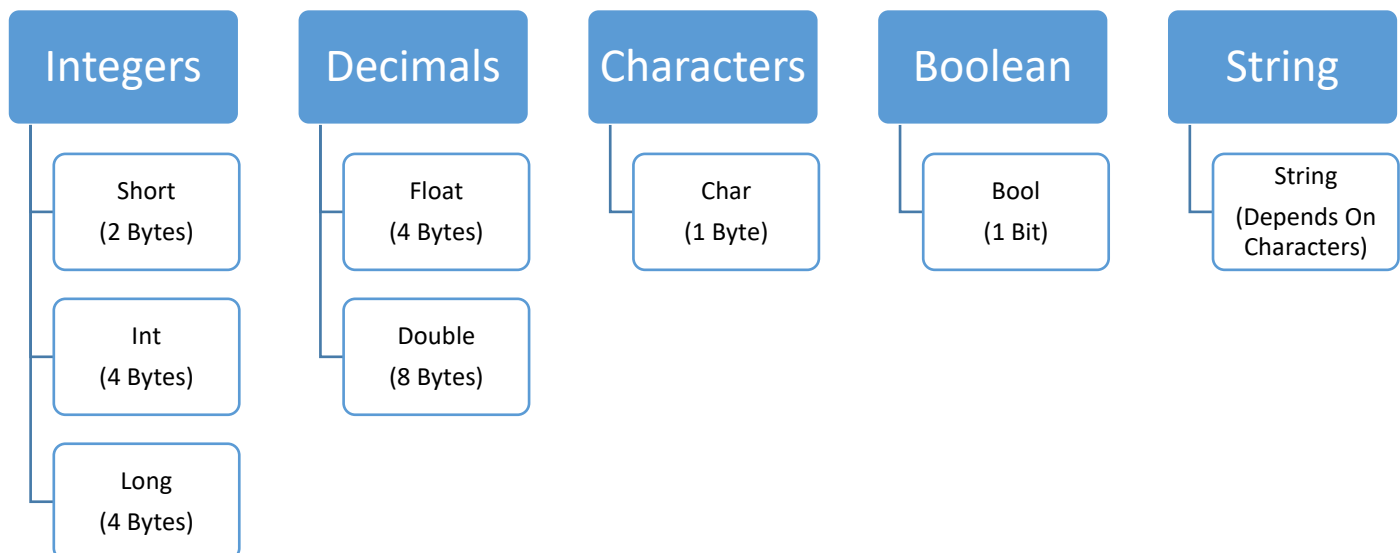 Integers
Short
(2 Bytes)
Int
(4 Bytes)
Long
(4 Bytes)
Decimals
Float
(4 Bytes)
Double
(8 Bytes)
Characters
Char
(1 Byte)
Boolean
Bool
(1 Bit)
String
String
(Depends On
Characters)